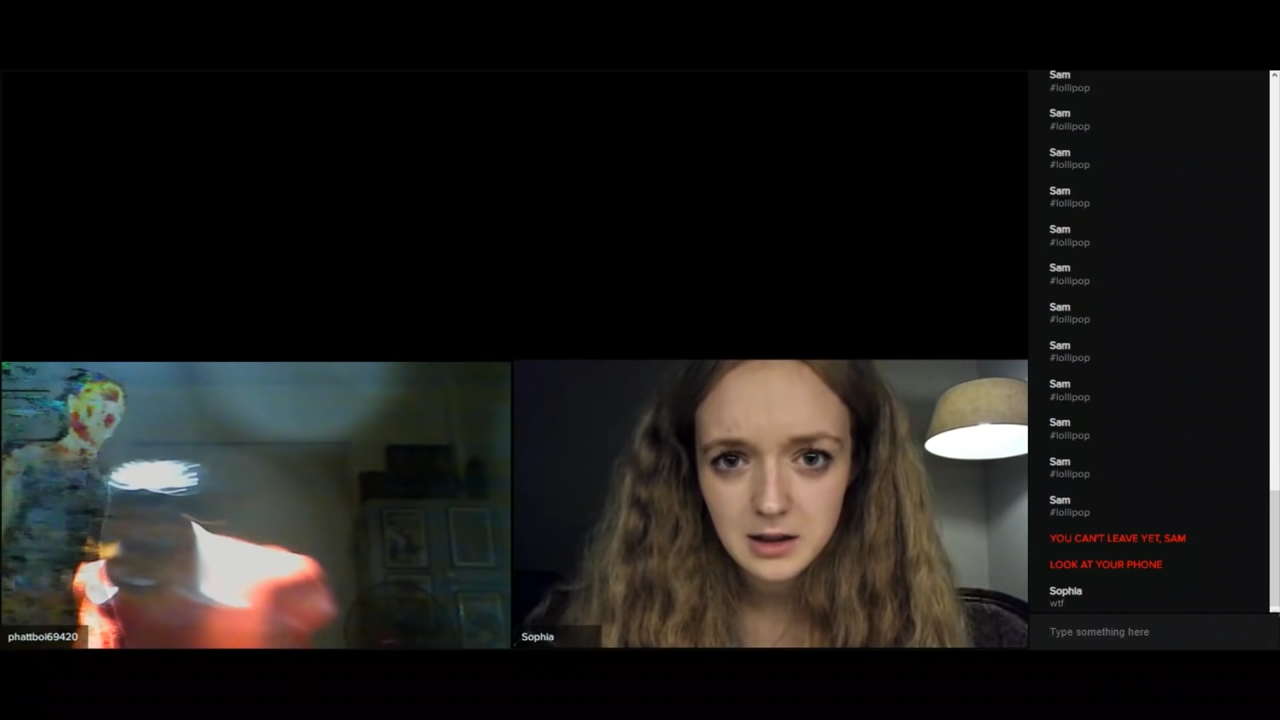 Sam
#lollipop
Sam
#lollipop
Sam
#lollipop
Sam
#lollipop
Sam
#lollipop
Sam
#lollipop
Sam
#lollipop
Sam
#lollipop
Sam
#lollipop
Sam
#lollipop
Sam
#lollipop
Sam
#lollipop
YOU CAN'T LEAVE YET, SAM
LOOK AT YOUR PHONE
Sophia
wtf
Type something here
phattboi69420
Sophia